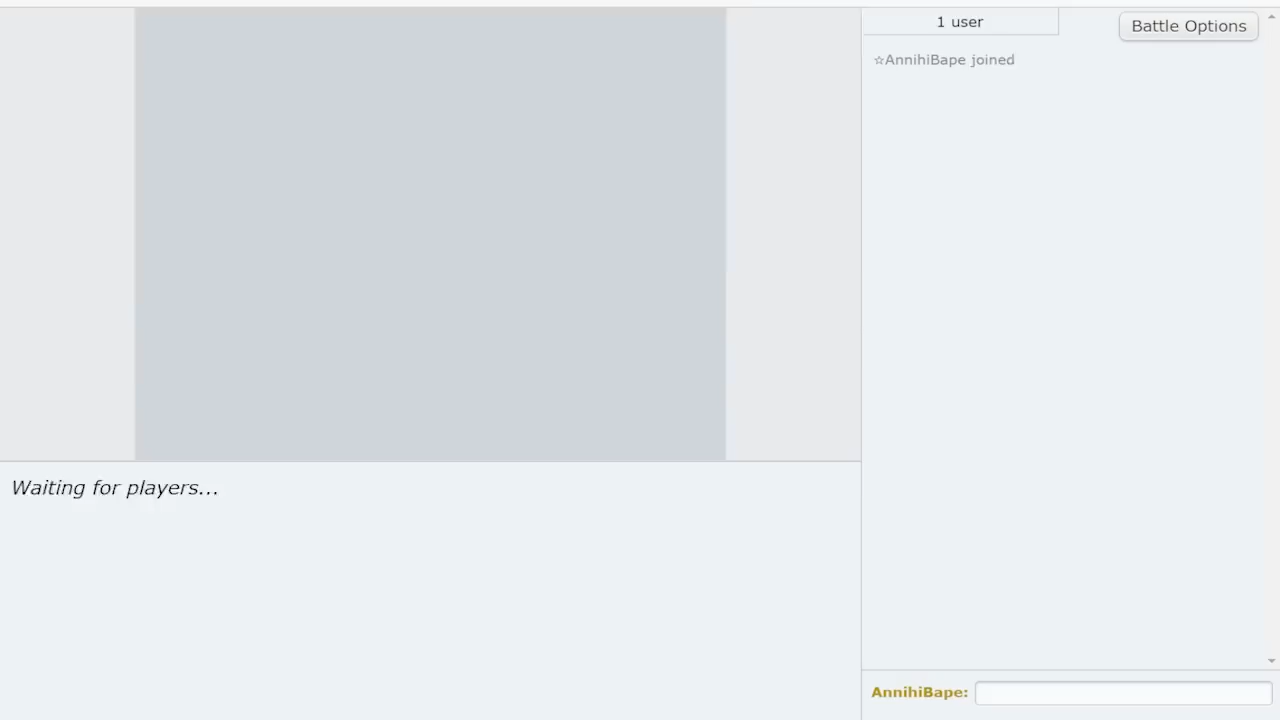 1 user
Battle Options
☆AnnihiBape joined
Waiting for players...
AnnihiBape: